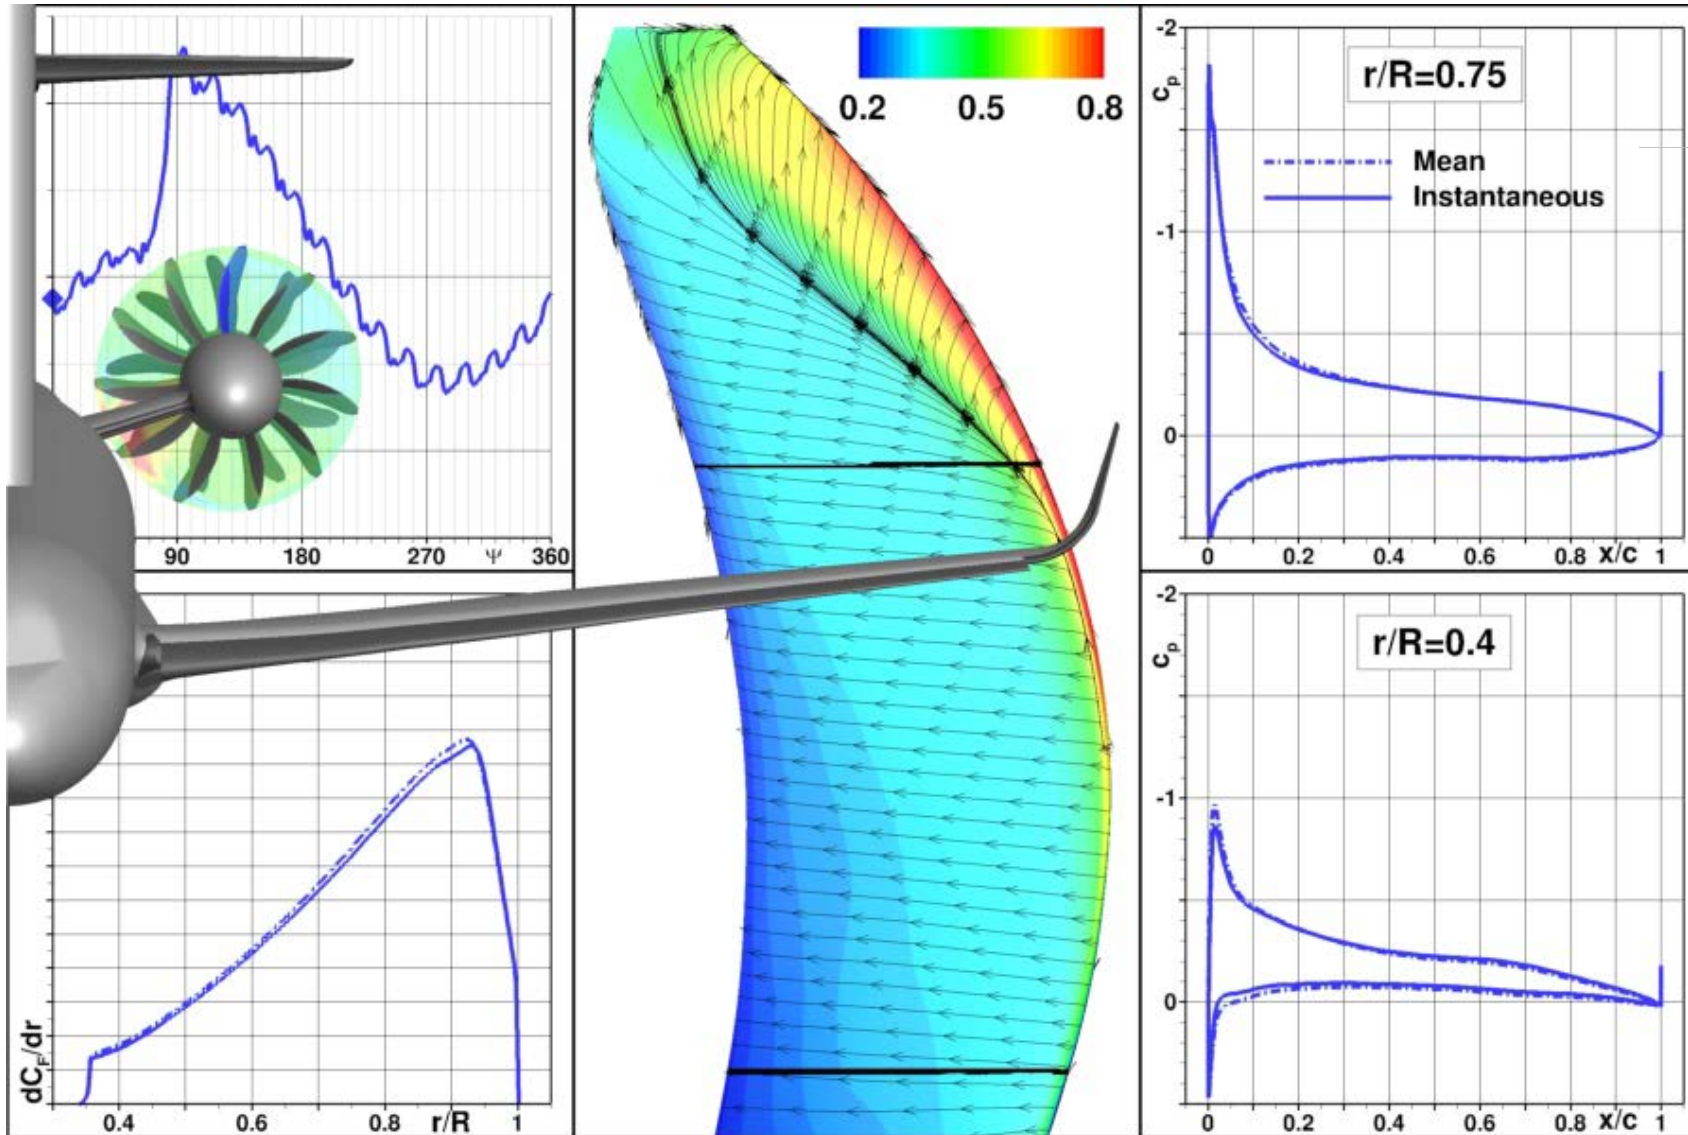 90 180 270 Ψ 360
dC_F/dr
0.4 0.6 0.8 r/R 1
0.2 0.5 0.8
-2
c_p
r/R=0.75
Mean
Instantaneous
-1
0
0 0.2 0.4 0.6 0.8 x/c 1
-2
c_p
r/R=0.4
-1
0
0 0.2 0.4 0.6 0.8 x/c 1